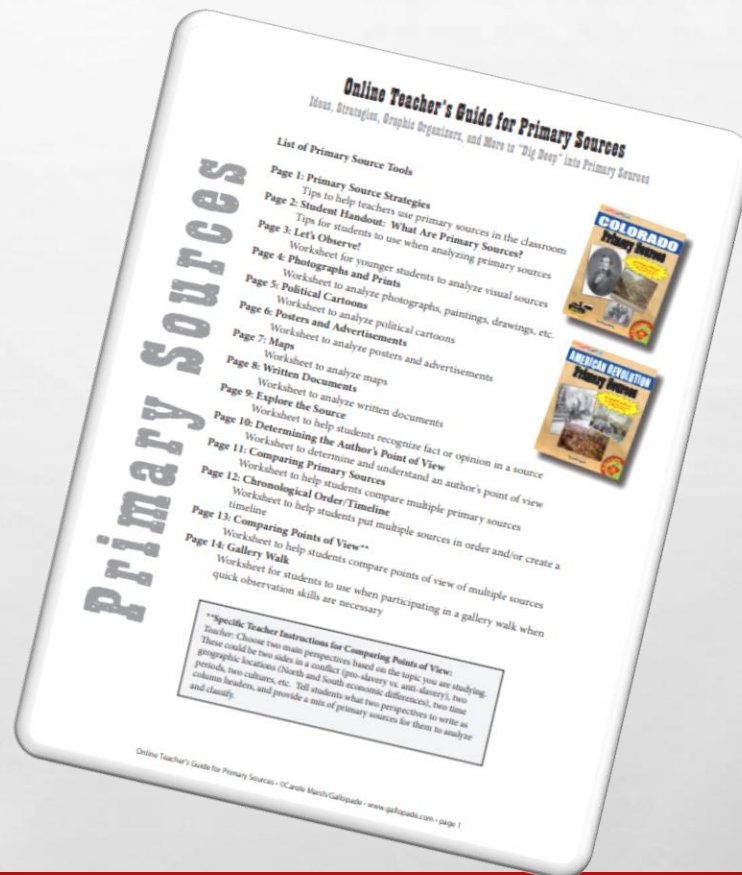 Online Teacher's Guide for Primary Sources
Ideas, Strategies, Graphic Organizers, and More to "Dig Deep" into Primary Sources
Primary Sources
List of Primary Source Tools
Page 1: Primary Source Strategies
Tips to help teachers use primary sources in the classroom
Page 2: Student Handout: What Are Primary Sources?
Tips for students to use when analyzing primary sources
Page 3: Let's Observe!
Worksheet for younger students to analyze visual sources
Page 4: Photographs and Prints
Worksheet to analyze photographs, paintings, drawings, etc.
Page 5: Political Cartoons
Worksheet to analyze political cartoons
Page 6: Posters and Advertisements
Worksheet to analyze posters and advertisements
Page 7: Maps
Worksheet to analyze maps
Page 8: Written Documents
Worksheet to analyze written documents
Page 9: Explore the Source
Worksheet to help students recognize fact or opinion in a source
Page 10: Determining the Author's Point of View
Worksheet to determine and understand an author's point of view
Page 11: Comparing Primary Sources
Worksheet to help students compare multiple primary sources
Page 12: Chronological Order/Timeline
Worksheet to help students put multiple sources in order and/or create a
timeline
Page 13: Comparing Points of View**
Worksheet to help students compare points of view of multiple sources
Page 14: Gallery Walk
Worksheet for students to use when participating in a gallery walk when
quick observation skills are necessary
COLORADO
Primary Sources
AMERICAN REVOLUTION
Primary Sources
**Specific Teacher Instructions for Comparing Points of View:
Teacher: Choose two main perspectives based on the topic you are studying.
These could be two sides in a conflict (pro-slavery vs. anti-slavery), two
geographic locations (North and South economic differences), two time
periods, two cultures, etc. Tell students what two perspectives to write as
column headers, and provide a mix of primary sources for them to analyze
and classify.
Online Teacher's Guide for Primary Sources • ©Carole Marsh/Gallopade • www.gallopade.com • page 1